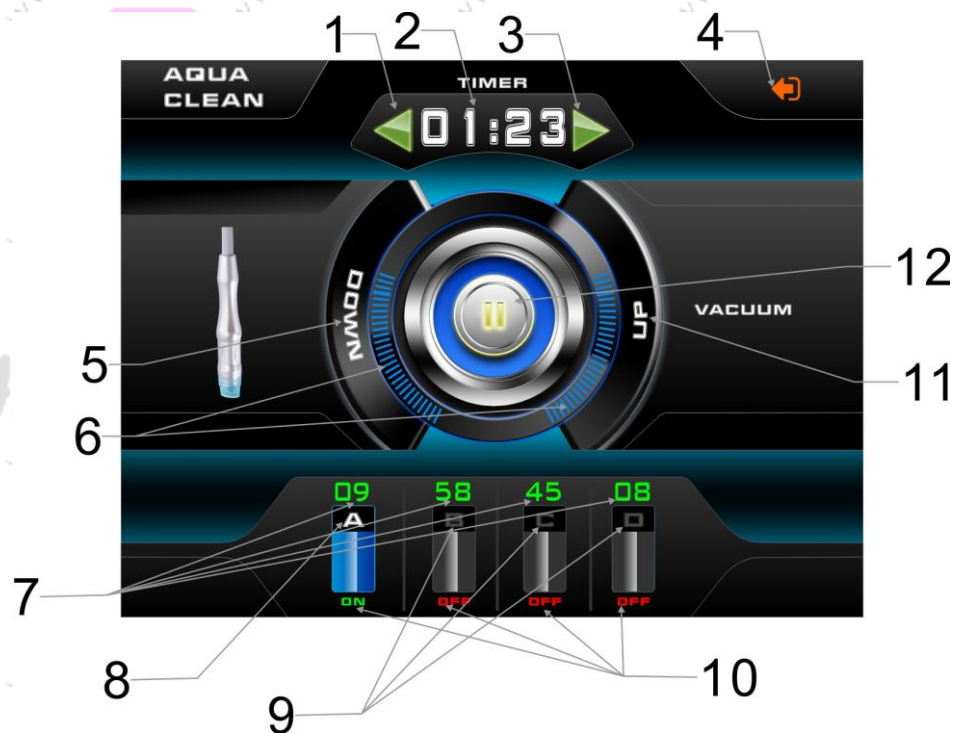 1 2 3 4
AQUA
CLEAN
TIMER
01:23
12
DOWN
UP
VACUUM
5
11
6
09 58 45 08
A B C D
7
ON OFF OFF OFF
8
9
10